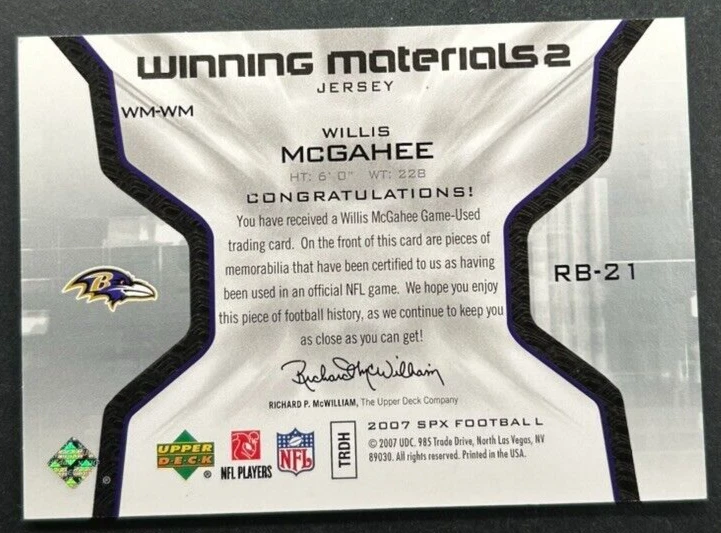 WINNING MATERIALS 2
JERSEY
WM-WM
WILLIS
MCGAHEE
HT: 6' 0" WT: 228
CONGRATULATIONS!
You have received a Willis McGahee Game-Used
trading card. On the front of this card are pieces of
memorabilia that have been certified to us as having
been used in an official NFL game. We hope you enjoy
this piece of football history, as we continue to keep you
as close as you can get!
B
RB-21
Richard P. McWilliam
RICHARD P. McWILLIAM, The Upper Deck Company
2007 SPX FOOTBALL
© 2007 UDC. 985 Trade Drive, North Las Vegas, NV
89030. All rights reserved. Printed in the USA.
UPPER
DECK
®
NFL PLAYERS
NFL
TRDH
®